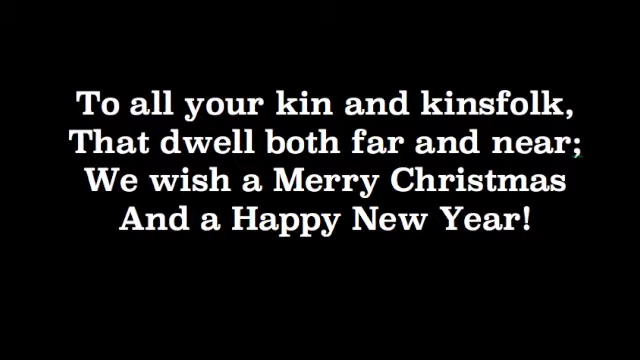 To all your kin and kinsfolk,
That dwell both far and near;
We wish a Merry Christmas
And a Happy New Year!